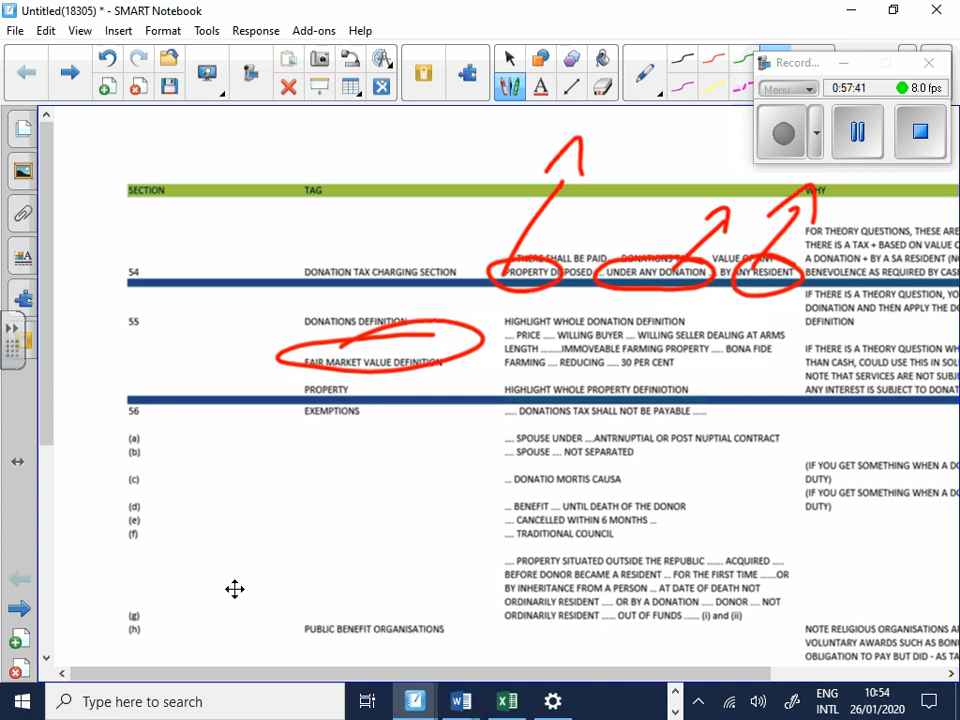 Untitled(18305) * - SMART Notebook
File Edit View Insert Format Tools Response Add-ons Help
Record...
Menu 0:57:41 8.0 fps
SECTION TAG WHY
FOR THEORY QUESTIONS, THESE ARE
THERE SHALL BE PAID .... DONATIONS VALUE OF ANY THERE IS A TAX + BASED ON VALUE O
54 DONATION TAX CHARGING SECTION PROPERTY DISPOSED ... UNDER ANY DONATION ... BY ANY RESIDENT A DONATION + BY A SA RESIDENT (NO
BENEVOLENCE AS REQUIRED BY CAS
IF THERE IS A THEORY QUESTION, YO
DOINATION AND THEN APPLY THE DO
55 DONATIONS DEFINITION HIGHLIGHT WHOLE DONATION DEFINITION DEFINITION
.... PRICE .... WILLING BUYER .... WILLING SELLER DEALING AT ARMS
LENGTH .........IMMOVEABLE FARMING PROPERTY ..... BONA FIDE IF THERE IS A THEORY QUESTION WH
FAIR MARKET VALUE DEFINITION FARMING .... REDUCING ..... 30 PER CENT THAN CASH, COULD USE THIS IN SOL
NOTE THAT SERVICES ARE NOT SUBJ
PROPERTY HIGHLIGHT WHOLE PROPERTY DEFINIOTION ANY INTEREST IS SUBJECT TO DONAT
56 EXEMPTIONS ..... DONATIONS TAX SHALL NOT BE PAYABLE ......
(a) .... SPOUSE UNDER ....ANTRNUPTIAL OR POST NUPTIAL CONTRACT
(b) .... SPOUSE .... NOT SEPARATED
(IF YOU GET SOMETHING WHEN A DO
(c) .... DONATIO MORTIS CAUSA DUTY)
(IF YOU GET SOMETHING WHEN A DO
(d) ... BENEFIT ..... UNTIL DEATH OF THE DONOR DUTY)
(e) .... CANCELLED WITHIN 6 MONTHS ...
(f) .... TRADITIONAL COUNCIL
.... PROPERTY SITUATED OUTSIDE THE REPUBLIC ....... ACQUIRED .....
BEFORE DONOR BECAME A RESIDENT ... FOR THE FIRST TIME .......OR
BY INHERITANCE FROM A PERSON ... AT DATE OF DEATH NOT
ORDINARILY RESIDENT .... OR BY A DONATION ..... DONOR .... NOT
(g) ORDINARILY RESIDENT ...... OUT OF FUNDS ...... (i) and (ii)
(h) PUBLIC BENEFIT ORGANISATIONS NOTE RELIGIOUS ORGANISATIONS A
VOLUNTARY AWARDS SUCH AS BON
OBLIGATION TO PAY BUT DID - AS TA
Type here to search
ENG 10:54
INTL 26/01/2020